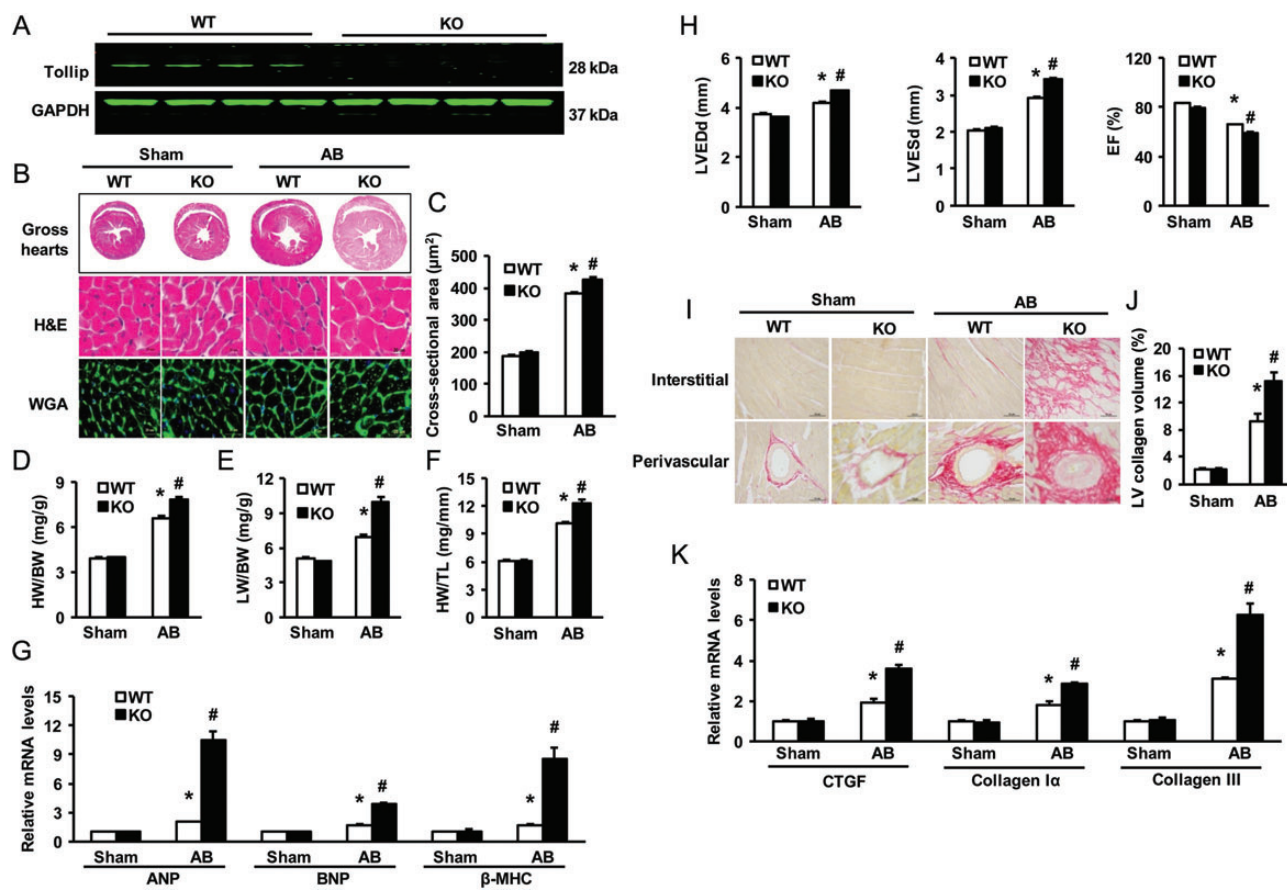 A
WT KO
Tollip 28 kDa
GAPDH 37 kDa
B
Sham AB
WT KO WT KO
Gross
hearts
H&E
WGA
C
Cross-sectional area (μm²)
500
400
300
200
100
0
WT
KO
* #
Sham AB
D
HW/BW (mg/g)
9
6
3
0
WT
KO
* #
Sham AB
E
LW/BW (mg/g)
12
9
6
3
0
WT
KO
* #
Sham AB
F
HW/TL (mg/mm)
15
12
9
6
3
0
WT
KO
* #
Sham AB
G
Relative mRNA levels
15
12
9
6
3
0
WT
KO
* # * # * #
Sham AB Sham AB Sham AB
ANP BNP β-MHC
H
LVEDd (mm)
6
4
2
0
WT
KO
* #
Sham AB
LVESd (mm)
4
3
2
1
0
WT
KO
* #
Sham AB
EF (%)
120
80
40
0
WT
KO
* #
Sham AB
I
Sham AB
WT KO WT KO
Interstitial
Perivascular
J
LV collagen volume (%)
20
16
12
8
4
0
WT
KO
* #
Sham AB
K
Relative mRNA levels
8
6
4
2
0
WT
KO
* # * # * #
Sham AB Sham AB Sham AB
CTGF Collagen Iα Collagen III